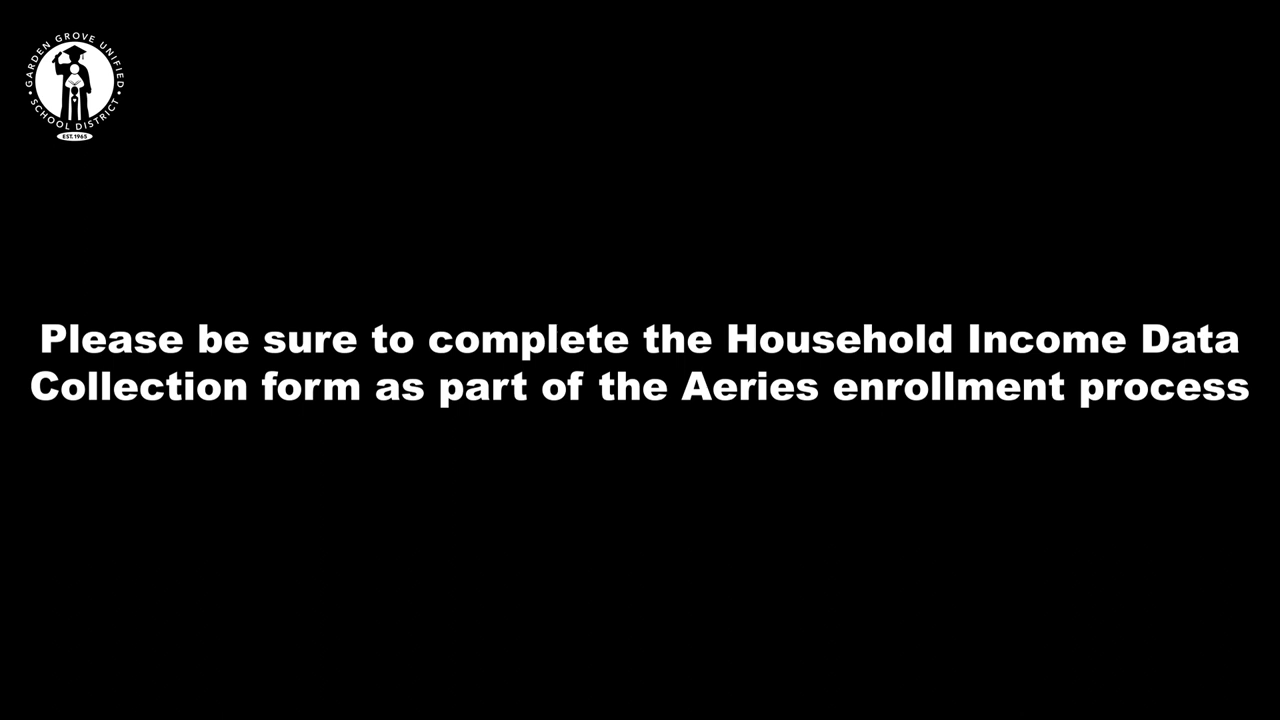 GARDEN GROVE UNIFIED
SCHOOL DISTRICT
EST. 1965
Please be sure to complete the Household Income Data
Collection form as part of the Aeries enrollment process